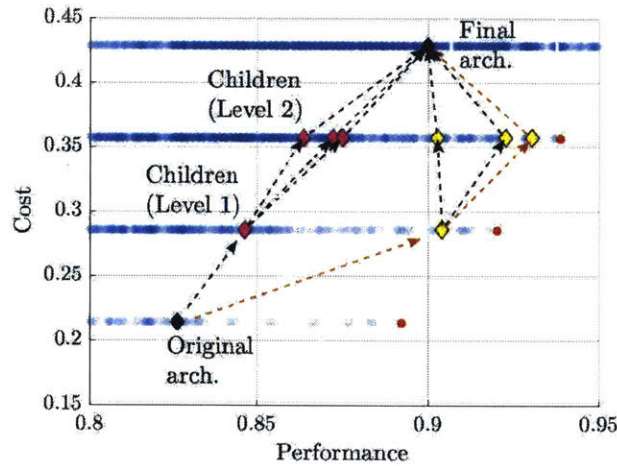 0.45
0.4
0.35
0.3
0.25
0.2
0.15
Cost
Final
arch.
Children
(Level 2)
Children
(Level 1)
Original
arch.
0.8
0.85
0.9
0.95
Performance